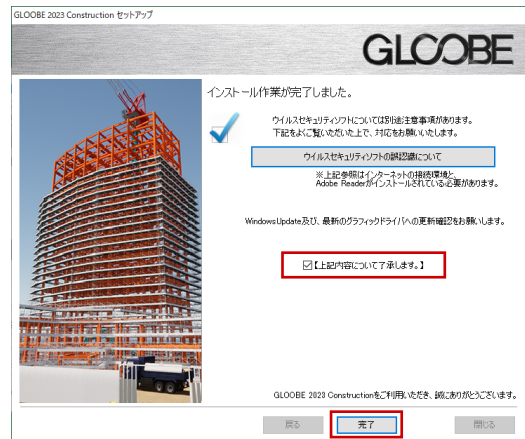 GLOOBE 2023 Construction セットアップ
GLOOBE
インストール作業が完了しました。
ウイルスセキュリティソフトについては別途注意事項があります。
下記をよくご覧いただいた上で、対応をお願いいたします。
ウイルスセキュリティソフトの誤認識について
※上記参照はインターネットの接続環境と、
Adobe Readerがインストールされている必要があります。
WindowsUpdate及び、最新のグラフィックドライバへの更新確認をお願いします。
【上記内容について了承します。】
GLOOBE 2023 Constructionをご利用いただき、誠にありがとうございます。
戻る
完了
閉じる